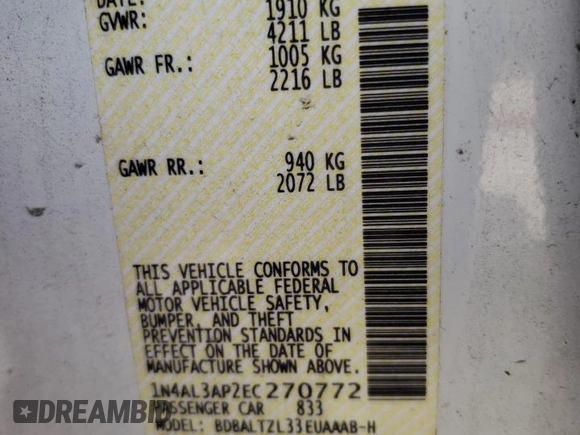 DATE:
GVWR: 1910 KG
4211 LB
GAWR FR.: 1005 KG
2216 LB
GAWR RR.: 940 KG
2072 LB
THIS VEHICLE CONFORMS TO
ALL APPLICABLE FEDERAL
MOTOR VEHICLE SAFETY,
BUMPER, AND THEFT
PREVENTION STANDARDS IN
EFFECT ON THE DATE OF
MANUFACTURE SHOWN ABOVE.
1N4AL3AP2EC270772
PASSENGER CAR 833
MODEL: BDBALTZL33EUAAAB-H
DREAMBID